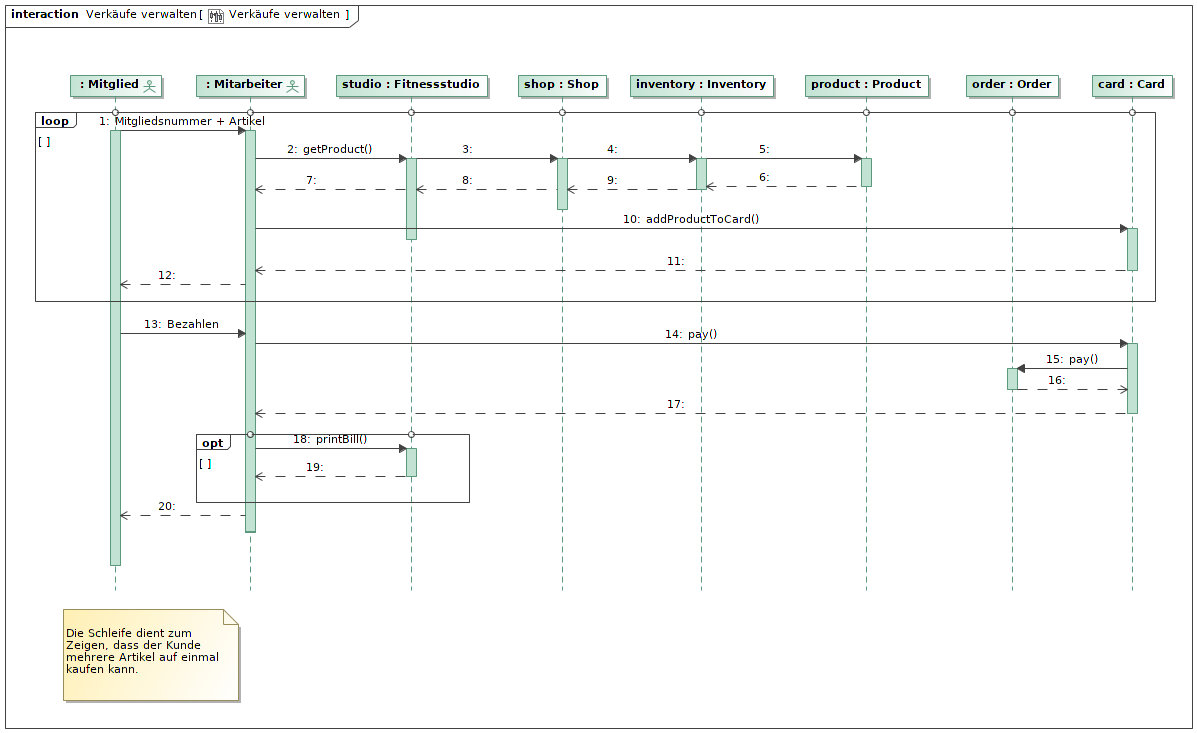 interaction Verkäufe verwalten[ Verkäufe verwalten ]
: Mitglied
: Mitarbeiter
studio : Fitnessstudio
shop : Shop
inventory : Inventory
product : Product
order : Order
card : Card
loop
[ ]
1: Mitgliedsnummer + Artikel
2: getProduct()
3:
4:
5:
6:
7:
8:
9:
10: addProductToCard()
11:
12:
13: Bezahlen
14: pay()
15: pay()
16:
17:
opt
[ ]
18: printBill()
19:
20:
Die Schleife dient zum
Zeigen, dass der Kunde
mehrere Artikel auf einmal
kaufen kann.